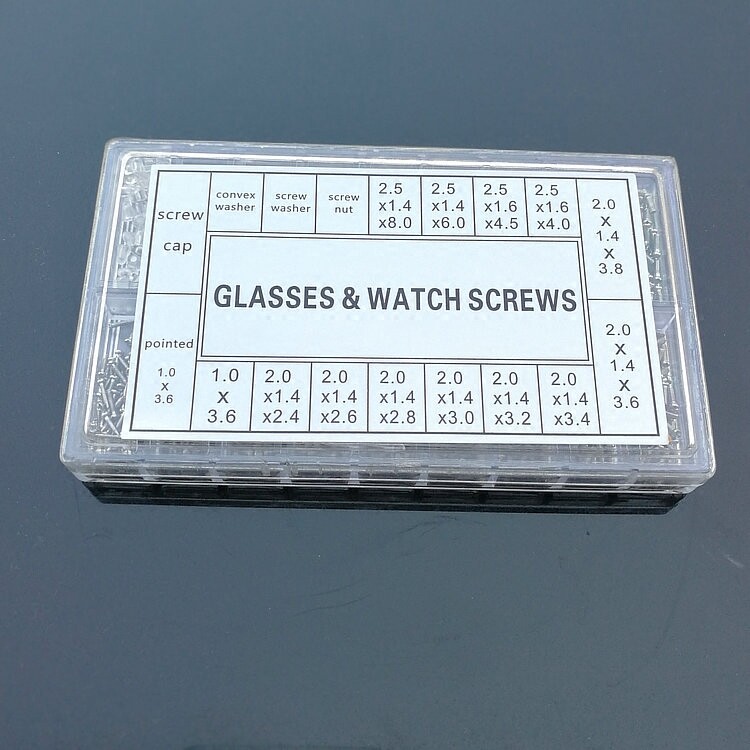 screw
cap
convex
washer
screw
washer
screw
nut
2.5
x1.4
x8.0
2.5
x1.4
x6.0
2.5
x1.6
x4.5
2.5
x1.6
x4.0
2.0
X
1.4
X
3.8
GLASSES & WATCH SCREWS
pointed
1.0
X
3.6
1.0
X
3.6
2.0
x1.4
x2.4
2.0
x1.4
x2.6
2.0
x1.4
x2.8
2.0
x1.4
x3.0
2.0
x1.4
x3.2
2.0
x1.4
x3.4
2.0
X
1.4
X
3.6